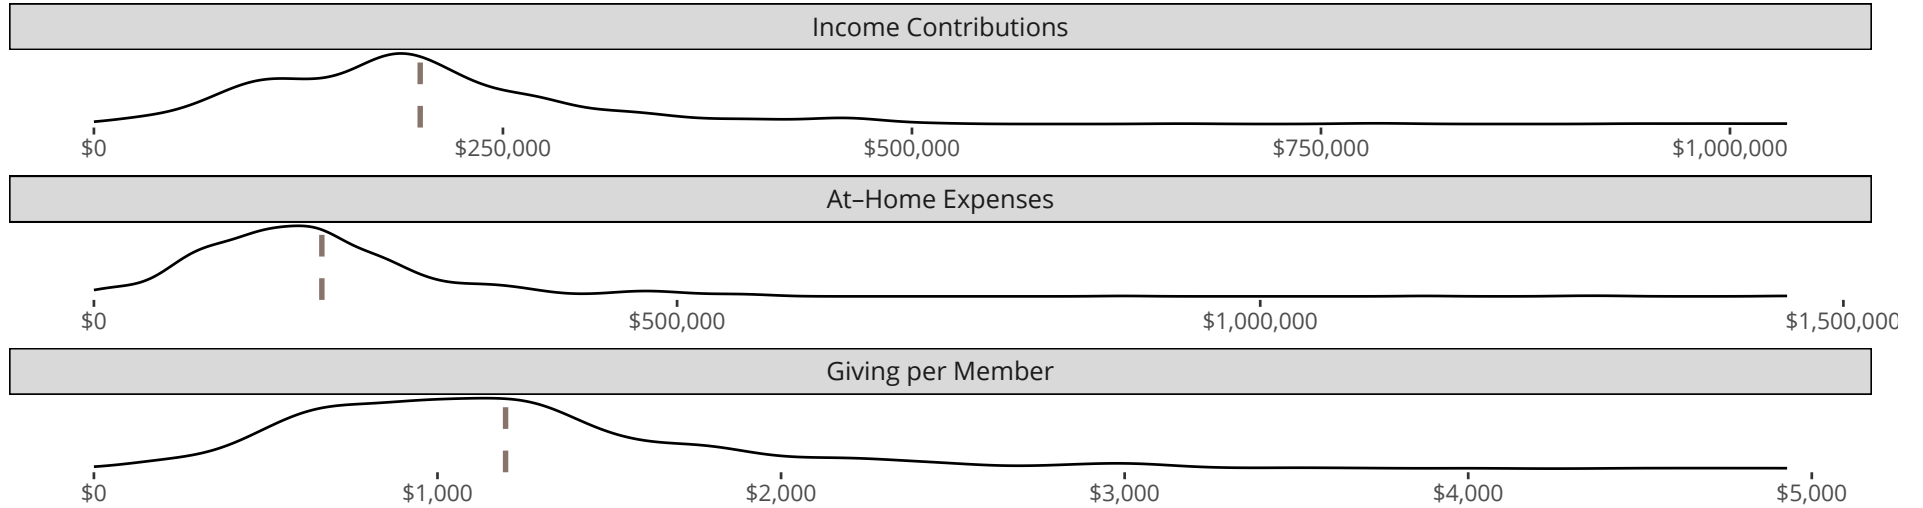 Income Contributions
$0 $250,000 $500,000 $750,000 $1,000,000
At–Home Expenses
$0 $500,000 $1,000,000 $1,500,000
Giving per Member
$0 $1,000 $2,000 $3,000 $4,000 $5,000